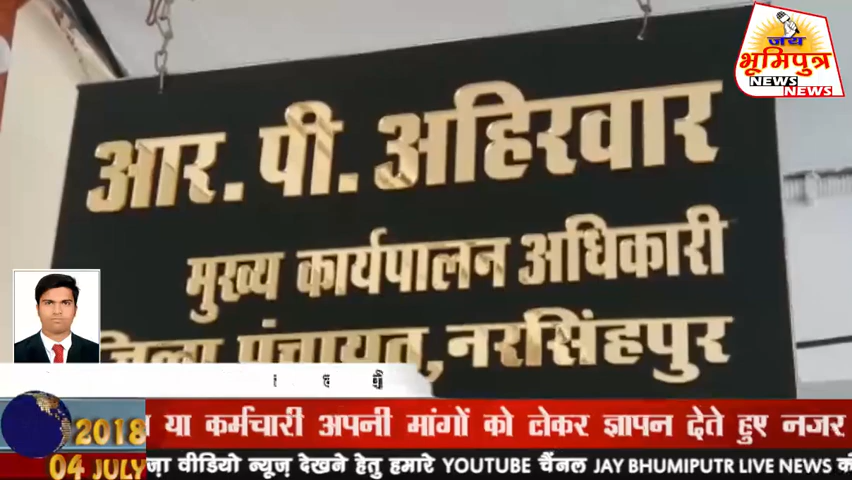 जय
भूमिपुत्र
NEWS
NEWS
आर. पी. अहिरवार
मुख्य कार्यपालन अधिकारी
जिला पंचायत, नरसिंहपुर
2018
या कर्मचारी अपनी मांगों को लेकर ज्ञापन देते हुए नजर
04 JULY
वीडियो न्यूज़ देखने हेतु हमारे YOUTUBE चैंनल JAY BHUMIPUTR LIVE NEWS